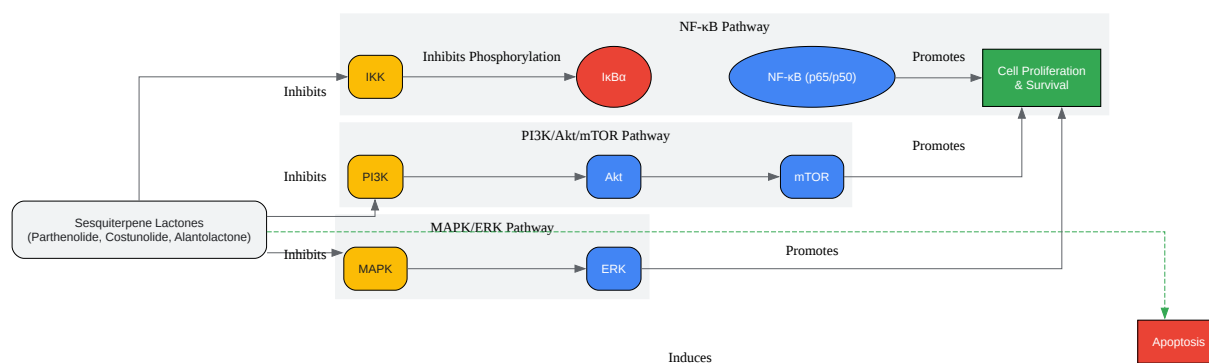 NF-κB Pathway
Inhibits Phosphorylation
Promotes
IKK
IκBα
NF-κB (p65/p50)
Cell Proliferation
& Survival
Inhibits
PI3K/Akt/mTOR Pathway
Promotes
Inhibits
PI3K
Akt
mTOR
Sesquiterpene Lactones
(Parthenolide, Costunolide, Alantolactone)
MAPK/ERK Pathway
Inhibits
Promotes
MAPK
ERK
Apoptosis
Induces